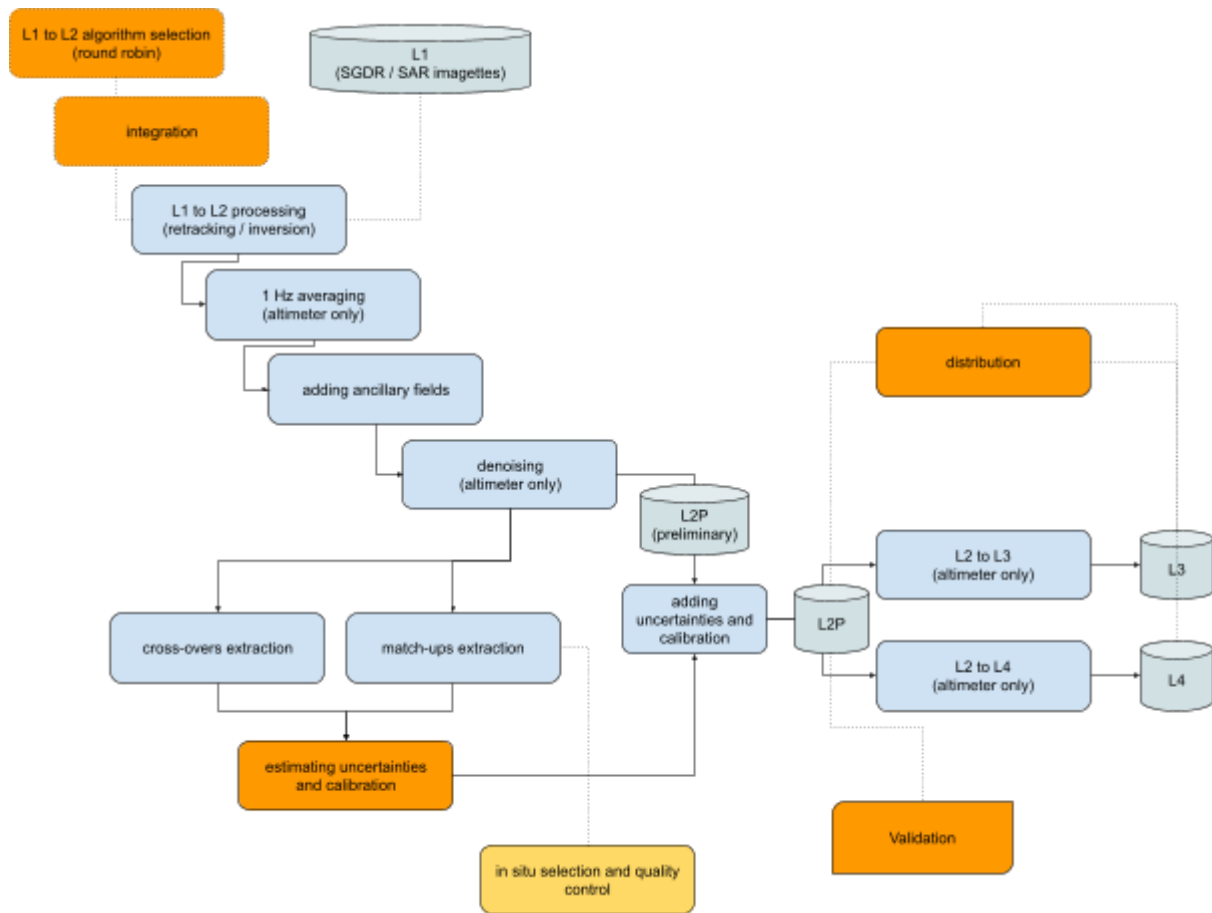 L1 to L2 algorithm selection
(round robin)
L1
(SGDR / SAR imagettes)
integration
L1 to L2 processing
(retracking / inversion)
1 Hz averaging
(altimeter only)
distribution
adding ancillary fields
denoising
(altimeter only)
L2P
(preliminary)
L2 to L3
(altimeter only)
L3
adding
uncertainties and
calibration
L2P
cross-overs extraction
match-ups extraction
L2 to L4
(altimeter only)
L4
estimating uncertainties
and calibration
Validation
in situ selection and quality
control